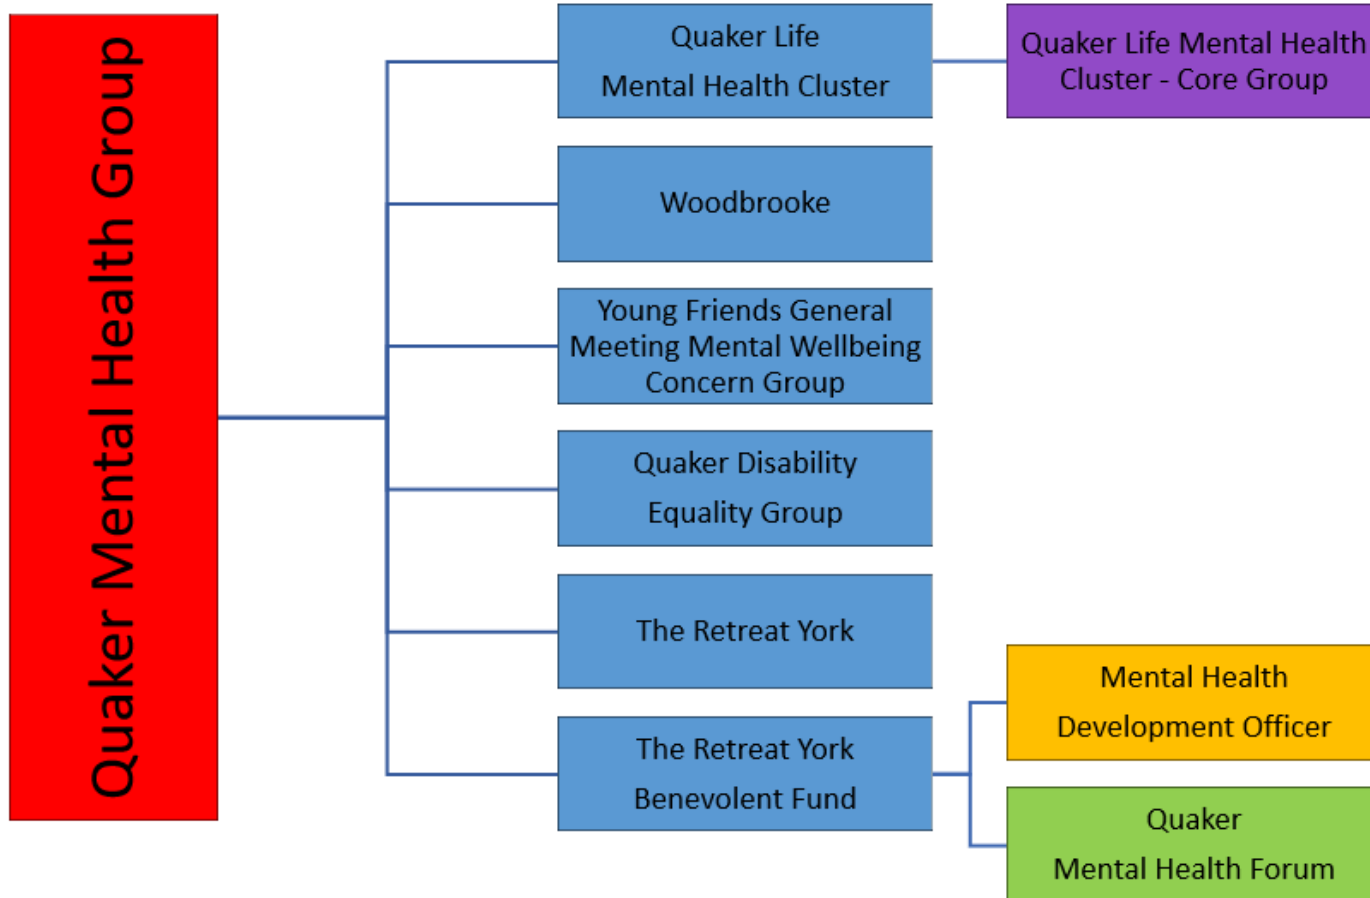 Quaker Mental Health Group
Quaker Life
Mental Health Cluster
Quaker Life Mental Health
Cluster - Core Group
Woodbrooke
Young Friends General
Meeting Mental Wellbeing
Concern Group
Quaker Disability
Equality Group
The Retreat York
The Retreat York
Benevolent Fund
Mental Health
Development Officer
Quaker
Mental Health Forum